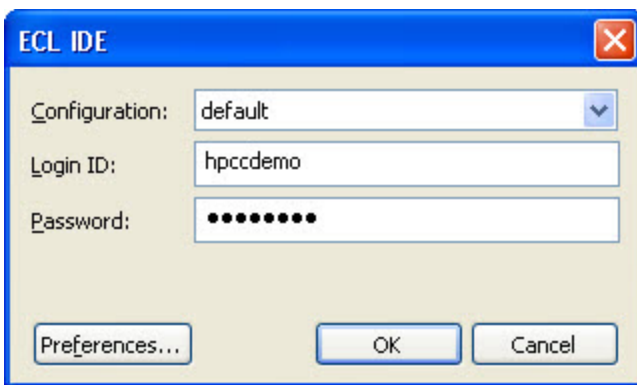 ECL IDE
Configuration: default
Login ID: hpccdemo
Password: ●●●●●●●●
Preferences... OK Cancel